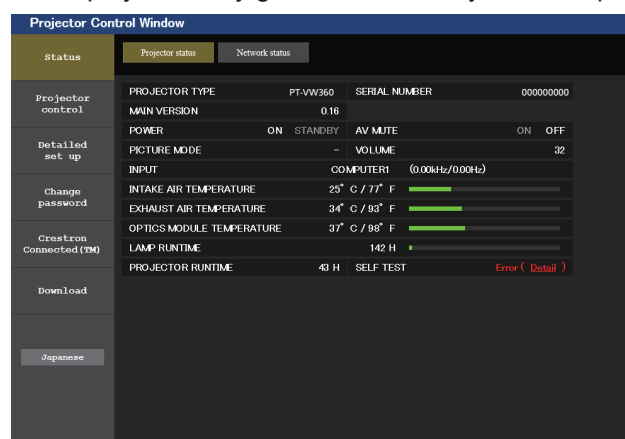 Projector Control Window
Status
Projector status
Network status
Projector
control
Detailed
set up
Change
password
Crestron
Connected(TM)
Download
Japanese
PROJECTOR TYPE PT-VW360 SERIAL NUMBER 000000000
MAIN VERSION 0.16
POWER ON STANDBY AV MUTE ON OFF
PICTURE MODE – VOLUME 32
INPUT COMPUTER1 (0.00kHz/0.00Hz)
INTAKE AIR TEMPERATURE 25° C / 77° F
EXHAUST AIR TEMPERATURE 34° C / 93° F
OPTICS MODULE TEMPERATURE 37° C / 98° F
LAMP RUNTIME 142 H
PROJECTOR RUNTIME 43 H SELF TEST Error ( Detail )